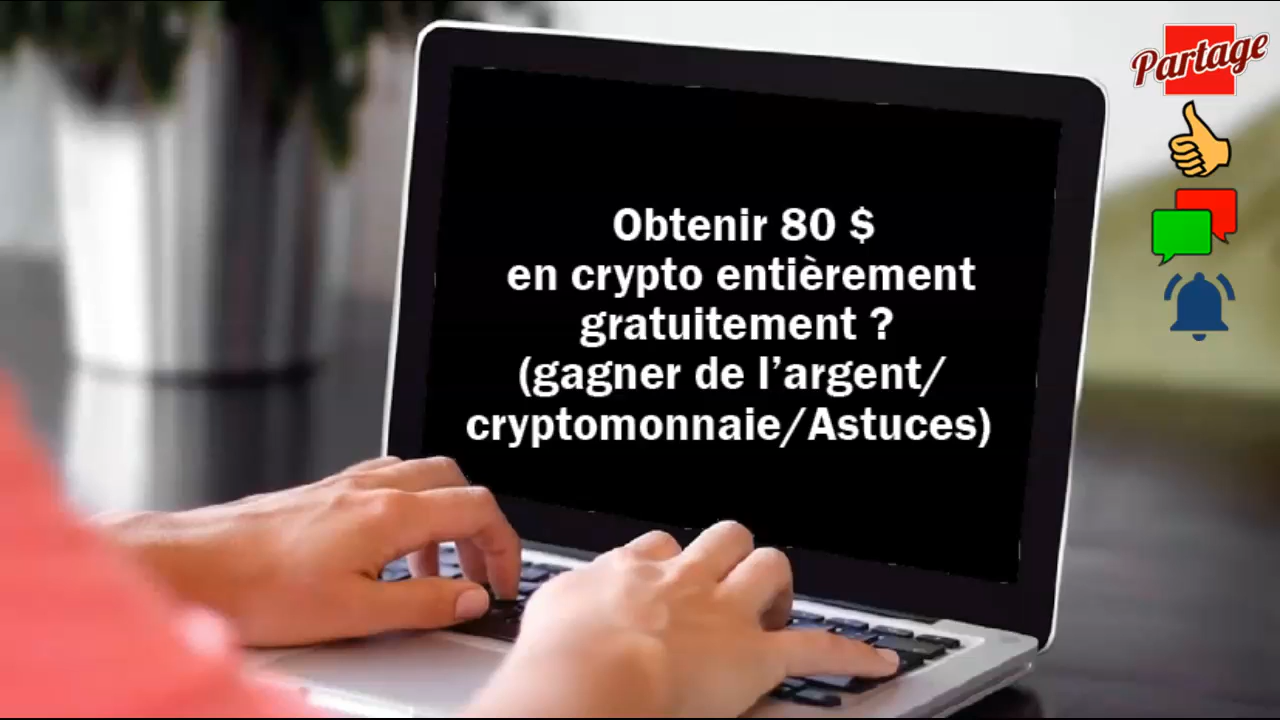 Partage
Obtenir 80 $
en crypto entièrement
gratuitement ?
(gagner de l’argent/
cryptomonnaie/Astuces)